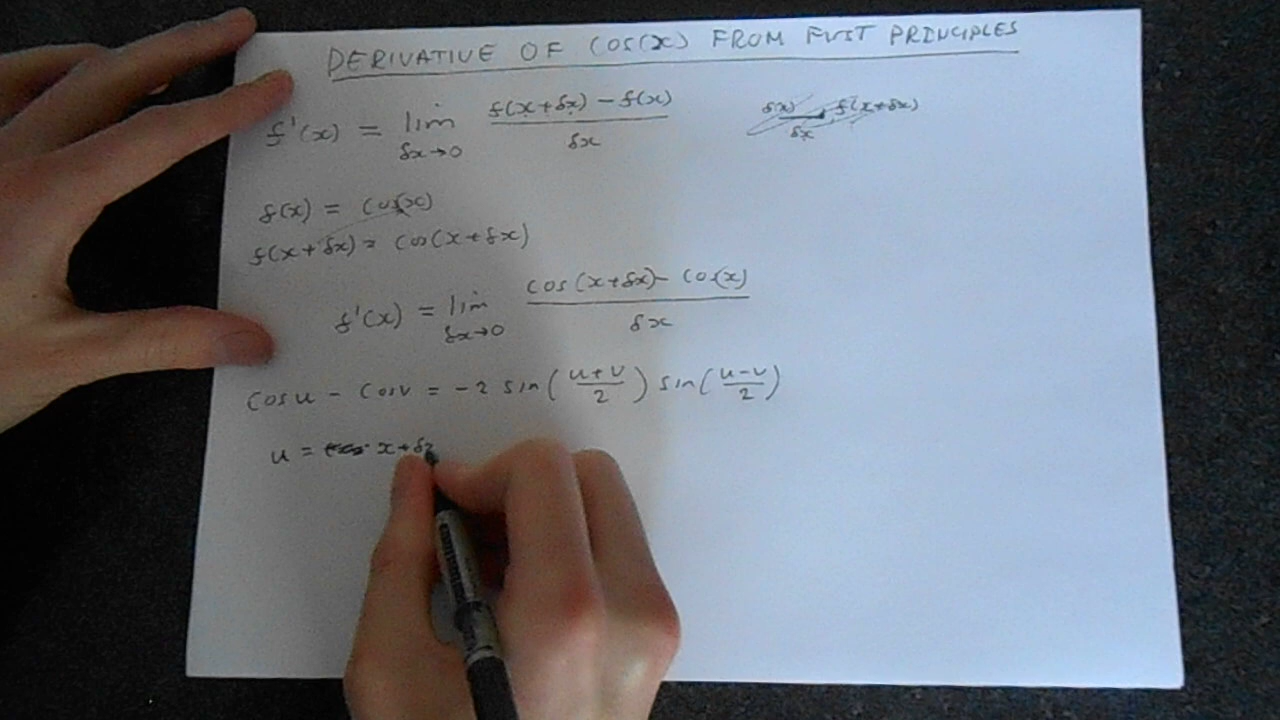 DERIVATIVE OF COS(x) FROM FIRST PRINCIPLES
f'(x) = lim δx→0 f(x+δx) - f(x) / δx
f(x) = cos(x)
f(x+δx) = cos(x+δx)
f'(x) = lim δx→0 cos(x+δx) - cos(x) / δx
cos u - cos v = -2 sin(u+v/2) sin(u-v/2)
u = x+δx